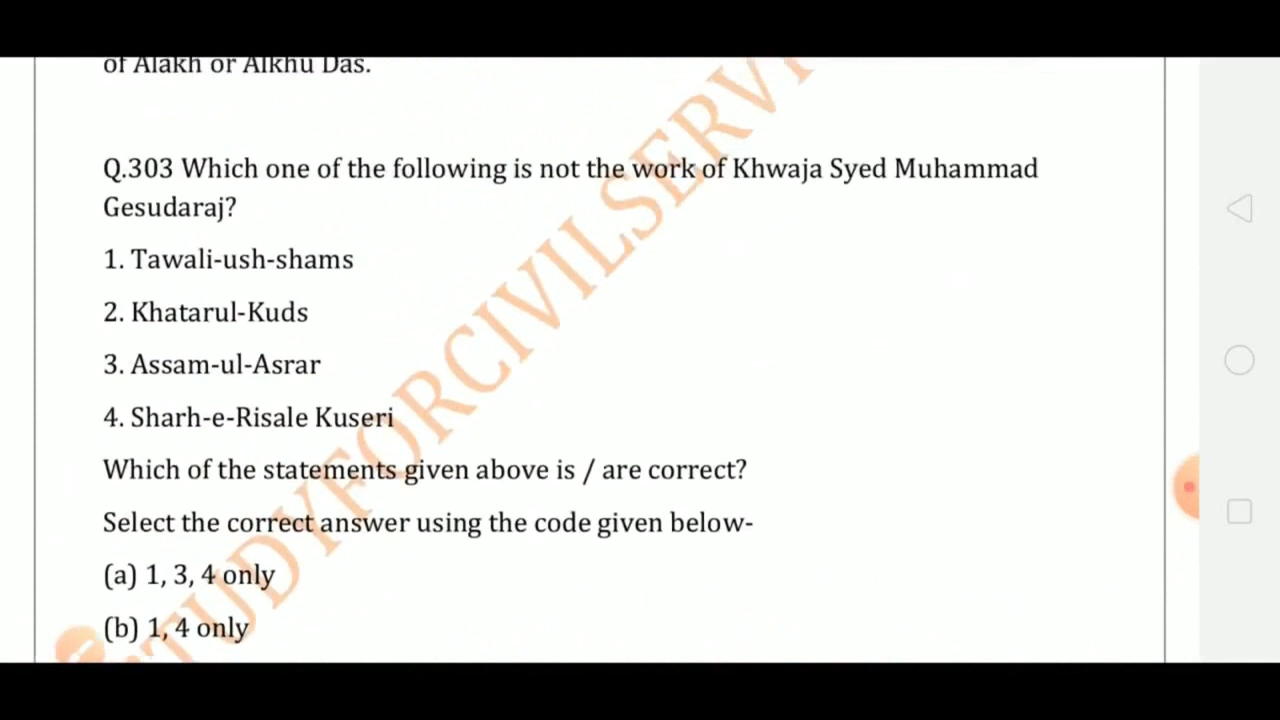 of Alakh or Alkhu Das.
Q.303 Which one of the following is not the work of Khwaja Syed Muhammad
Gesudaraj?
1. Tawali-ush-shams
2. Khatarul-Kuds
3. Assam-ul-Asrar
4. Sharh-e-Risale Kuseri
Which of the statements given above is / are correct?
Select the correct answer using the code given below-
(a) 1, 3, 4 only
(b) 1, 4 only
STUDYFORCIVILSERVI